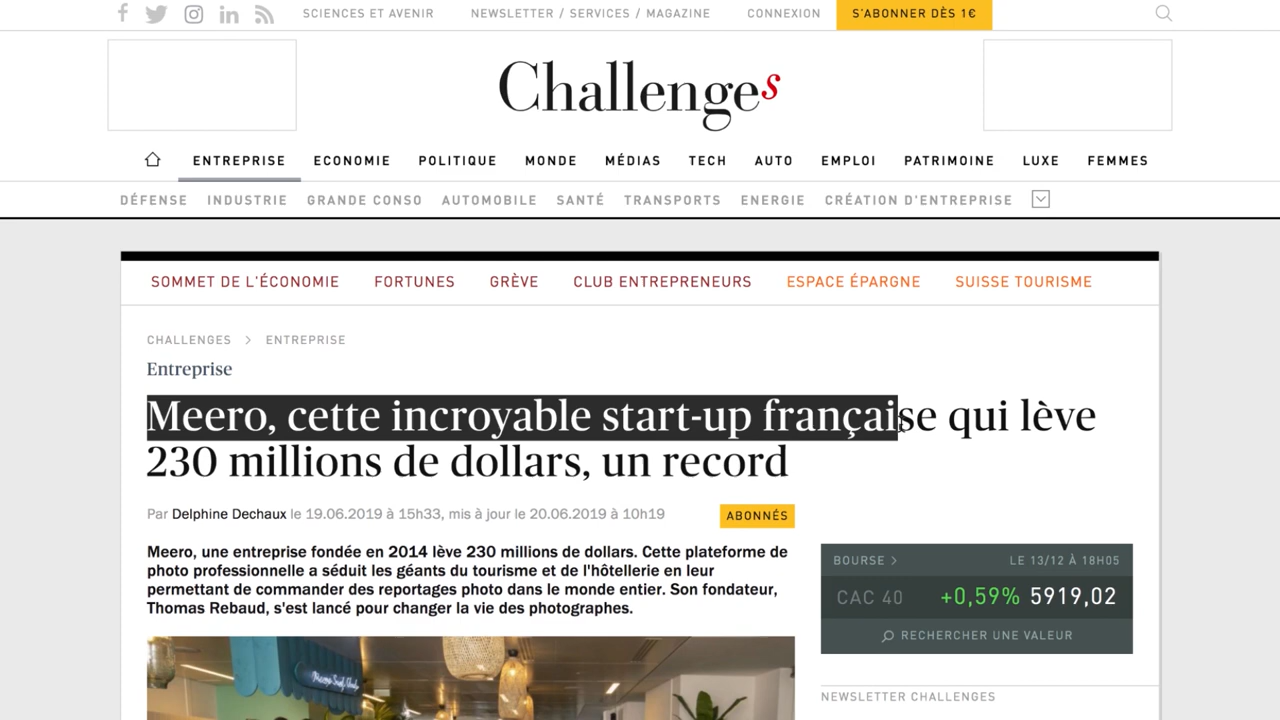 SCIENCES ET AVENIR NEWSLETTER / SERVICES / MAGAZINE CONNEXION S'ABONNER DÈS 1€
Challenges
ENTREPRISE ECONOMIE POLITIQUE MONDE MÉDIAS TECH AUTO EMPLOI PATRIMOINE LUXE FEMMES
DÉFENSE INDUSTRIE GRANDE CONSO AUTOMOBILE SANTÉ TRANSPORTS ENERGIE CRÉATION D'ENTREPRISE
SOMMET DE L'ÉCONOMIE FORTUNES GRÈVE CLUB ENTREPRENEURS ESPACE ÉPARGNE SUISSE TOURISME
CHALLENGES > ENTREPRISE
Entreprise
Meero, cette incroyable start-up française qui lève
230 millions de dollars, un record
Par Delphine Dechaux le 19.06.2019 à 15h33, mis à jour le 20.06.2019 à 10h19
ABONNÉS
Meero, une entreprise fondée en 2014 lève 230 millions de dollars. Cette plateforme de
photo professionnelle a séduit les géants du tourisme et de l'hôtellerie en leur
permettant de commander des reportages photo dans le monde entier. Son fondateur,
Thomas Rebaud, s'est lancé pour changer la vie des photographes.
BOURSE > LE 13/12 À 18H05
CAC 40 +0,59% 5919,02
RECHERCHER UNE VALEUR
NEWSLETTER CHALLENGES